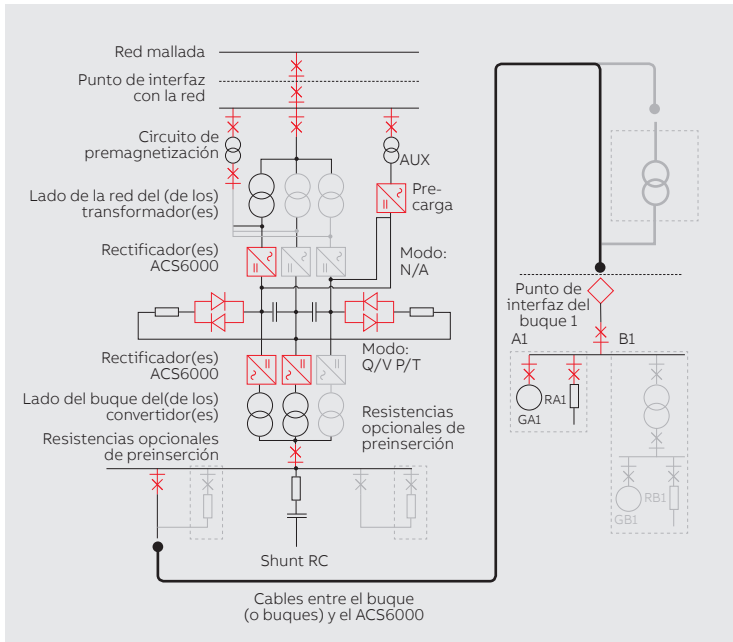 Red mallada
Punto de interfaz
con la red
Circuito de
premagnetización
AUX
Pre-
carga
Lado de la red del (de los)
transformador(es)
Rectificador(es)
ACS6000
Modo:
N/A
Modo:
Q/V P/T
Rectificador(es)
ACS6000
Lado del buque del(de los)
convertidor(es)
Resistencias opcionales
de preinserción
Resistencias
opcionales de
preinserción
Shunt RC
Cables entre el buque
(o buques) y el ACS6000
Punto de
interfaz del
buque 1
A1
B1
RA1
GA1
RB1
GB1